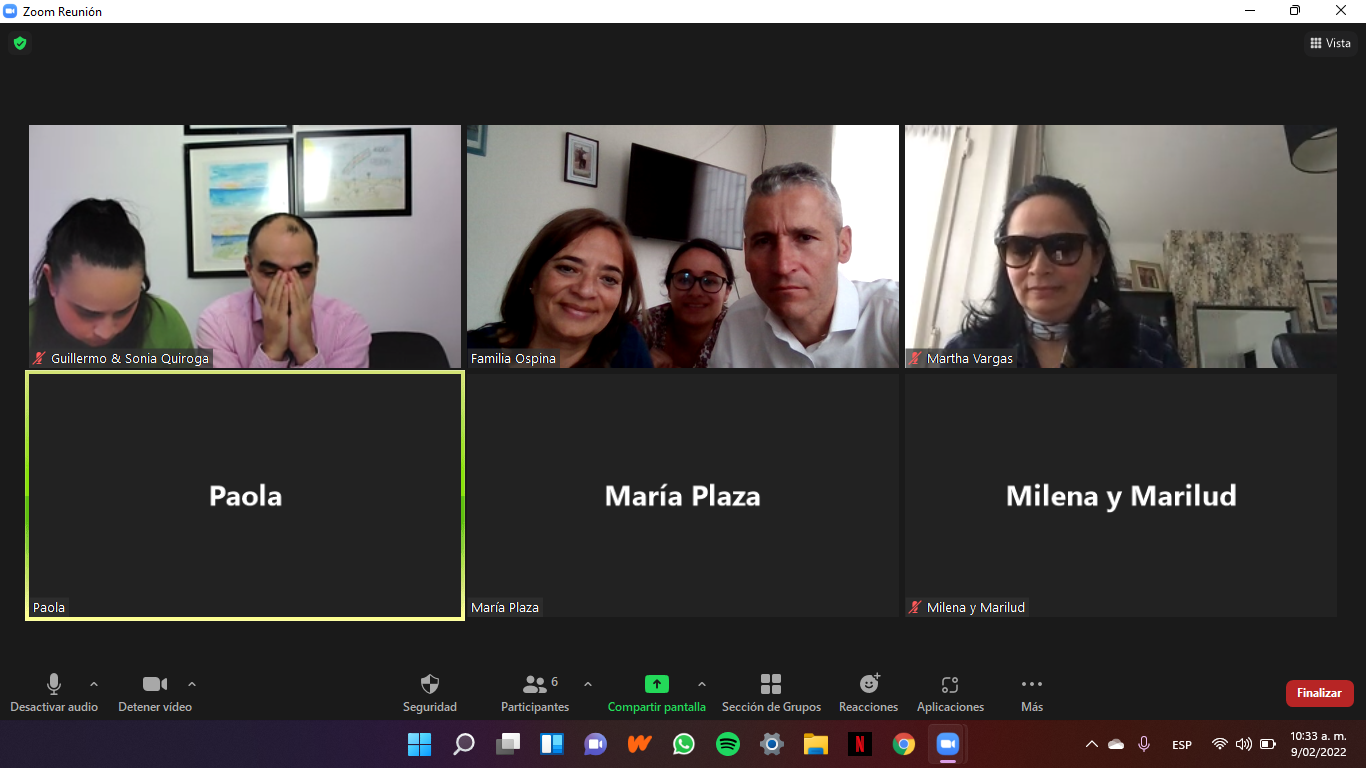 Zoom Reunión
Vista
Guillermo & Sonia Quiroga
Familia Ospina
Martha Vargas
Paola
María Plaza
Milena y Marilud
Paola
María Plaza
Milena y Marilud
Desactivar audio
Detener vídeo
Seguridad
Participantes
6
Compartir pantalla
Sección de Grupos
Reacciones
Aplicaciones
Más
Finalizar
ESP
10:33 a. m.
9/02/2022